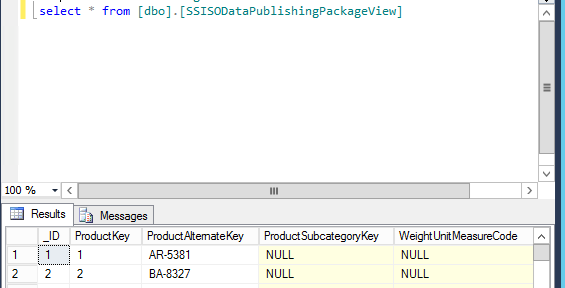 select * from [dbo].[SSISODataPublishingPackageView]
100 %
Results Messages
_ID ProductKey ProductAlternateKey ProductSubcategoryKey WeightUnitMeasureCode
1 1 1 AR-5381 NULL NULL
2 2 2 BA-8327 NULL NULL